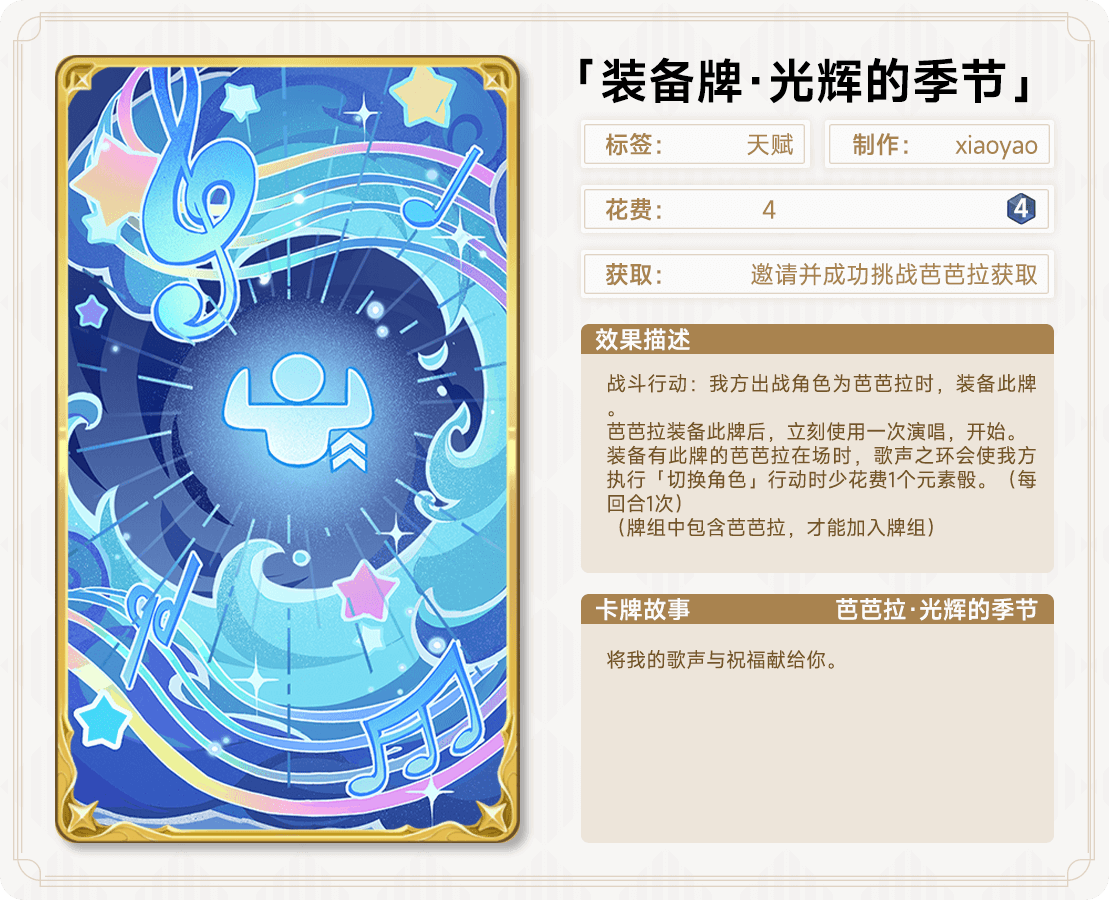 「装备牌·光辉的季节」
标签： 天赋
制作： xiaoyao
花费： 4 4
获取： 邀请并成功挑战芭芭拉获取
效果描述
战斗行动：我方出战角色为芭芭拉时，装备此牌
。
芭芭拉装备此牌后，立刻使用一次演唱，开始。
装备有此牌的芭芭拉在场时，歌声之环会使我方
执行「切换角色」行动时少花费1个元素骰。（每
回合1次）
（牌组中包含芭芭拉，才能加入牌组）
卡牌故事 芭芭拉·光辉的季节
将我的歌声与祝福献给你。